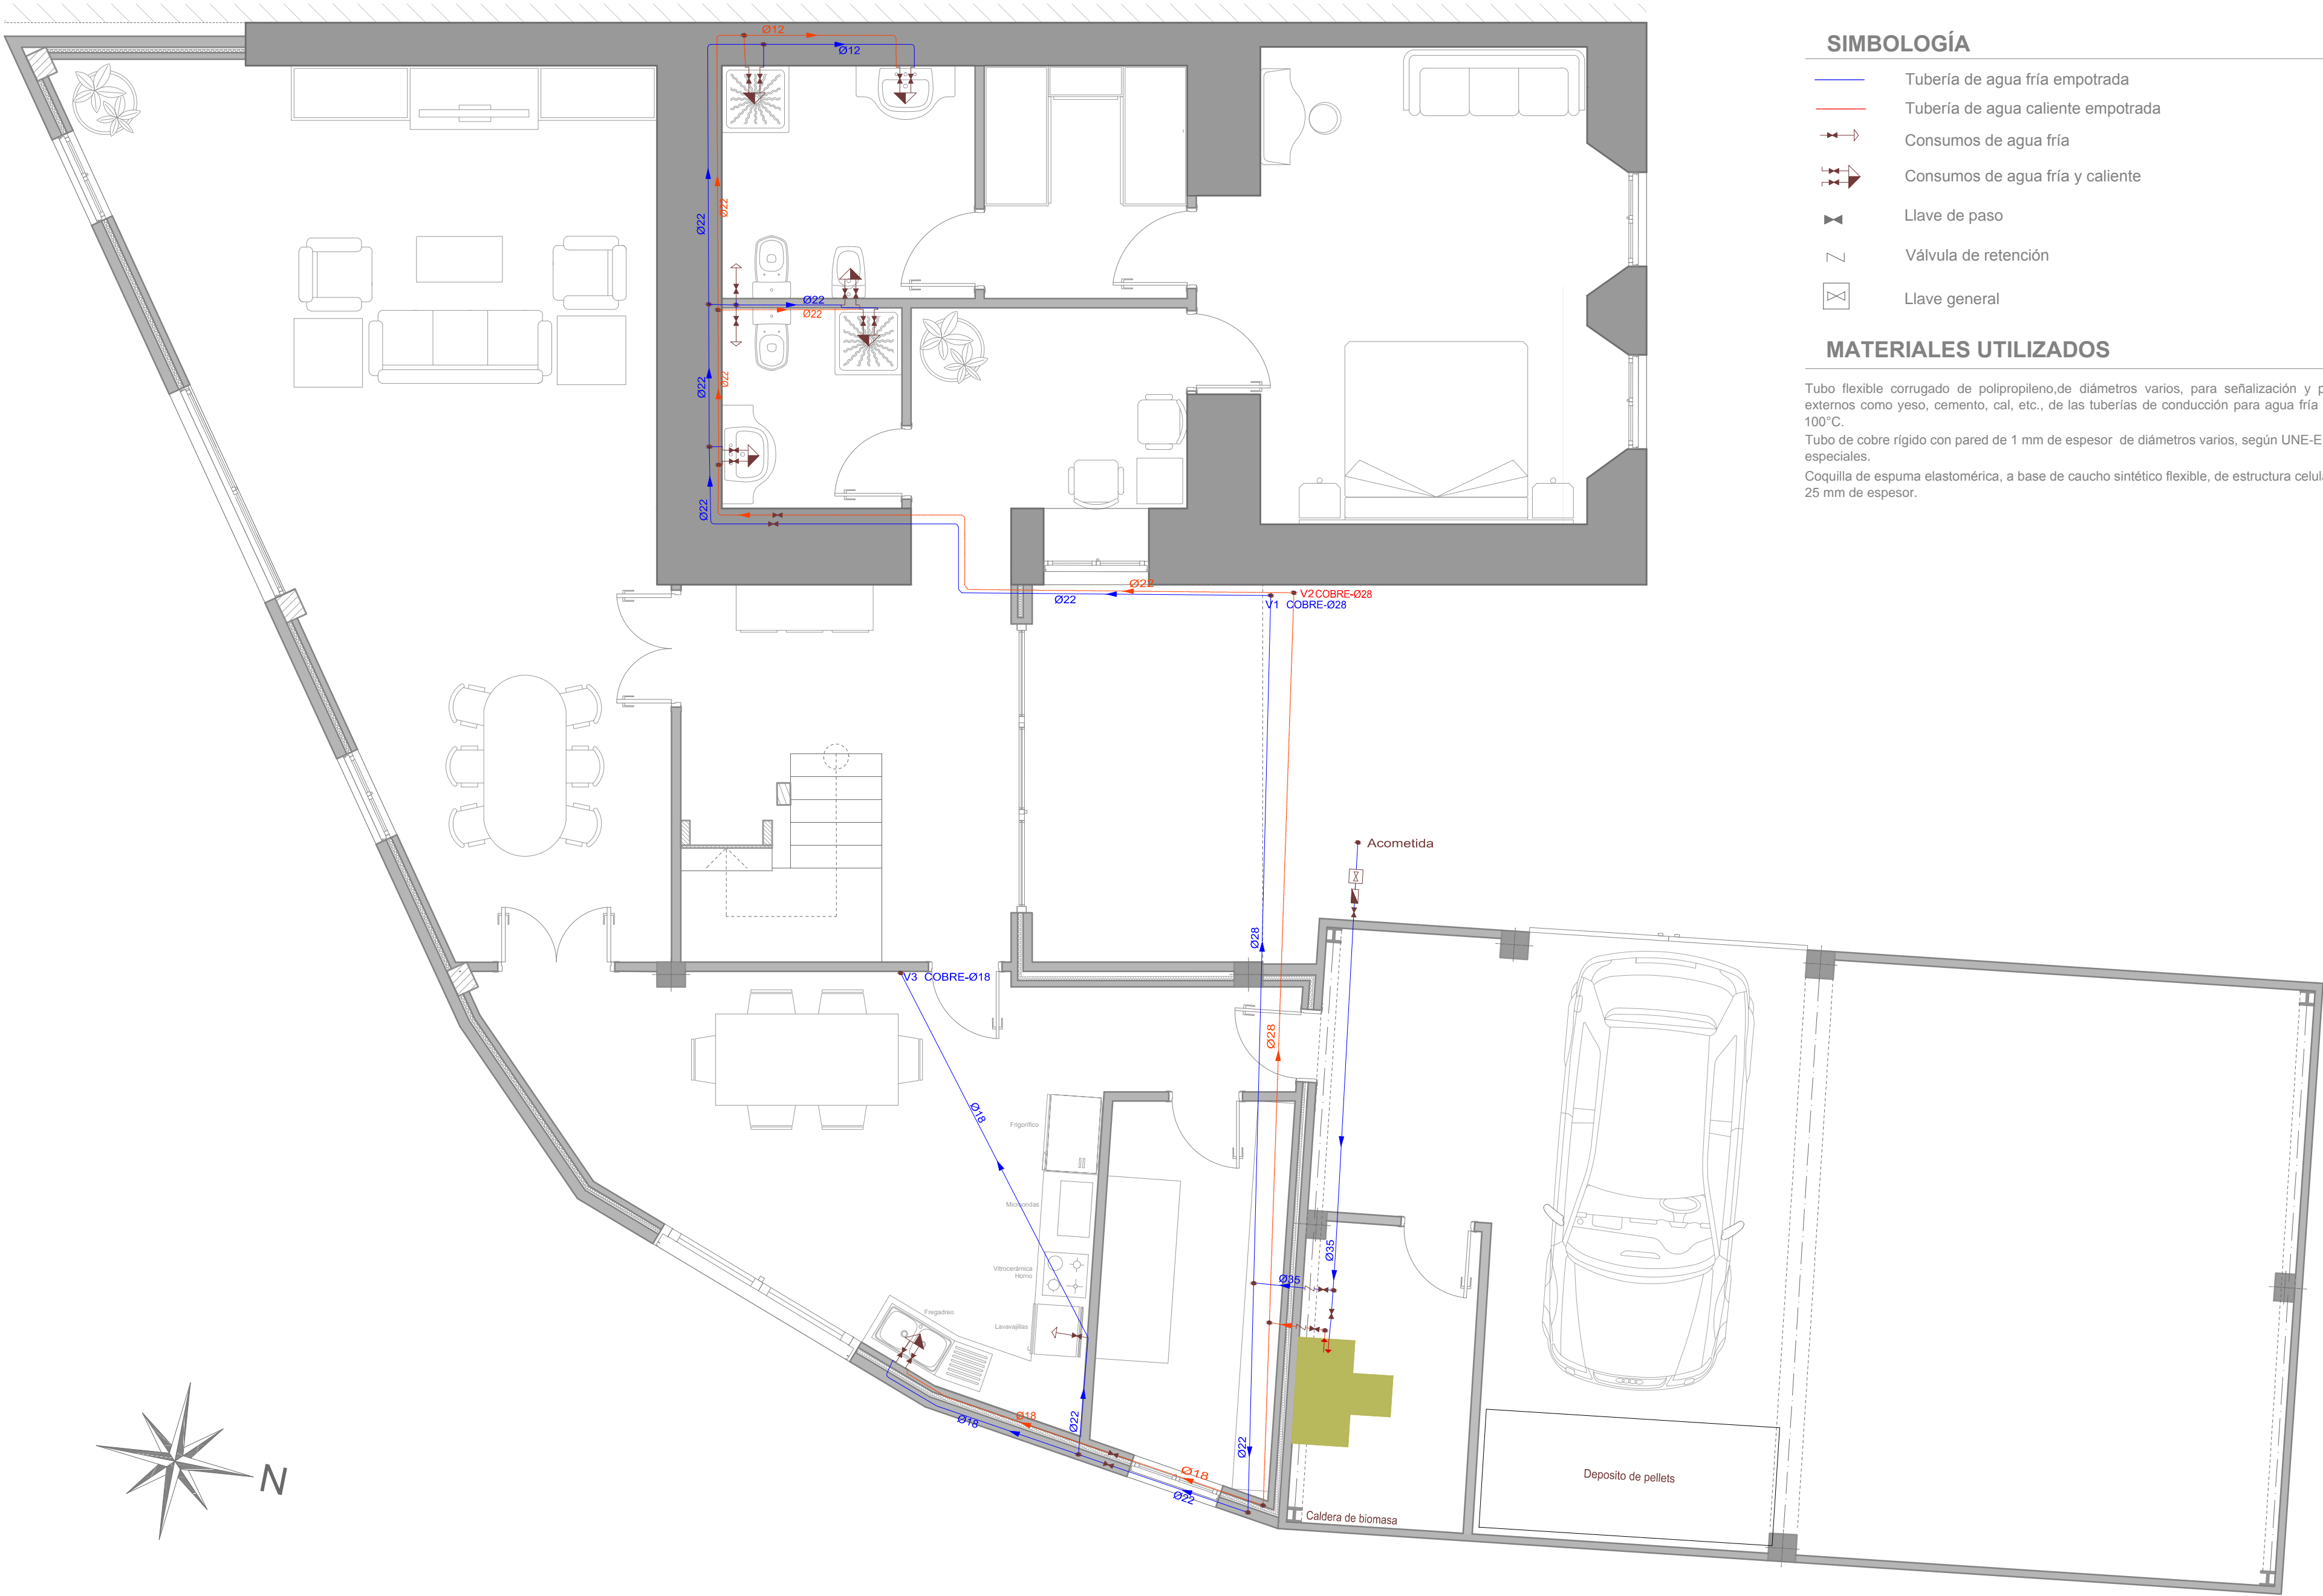 SIMBOLOGÍA
Tubería de agua fría empotrada
Tubería de agua caliente empotrada
Consumos de agua fría
Consumos de agua fría y caliente
Llave de paso
Válvula de retención
Llave general
MATERIALES UTILIZADOS
Tubo flexible corrugado de polipropileno,de diámetros varios, para señalización y p
externos como yeso, cemento, cal, etc., de las tuberías de conducción para agua fría
100°C.
Tubo de cobre rígido con pared de 1 mm de espesor de diámetros varios, según UNE-E
especiales.
Coquilla de espuma elastomérica, a base de caucho sintético flexible, de estructura celul
25 mm de espesor.
Ø12
Ø12
Ø22
Ø22
Ø22
Ø22
Ø22
Ø22
Ø22
Ø22
Ø22
V2 COBRE-Ø28
V1 COBRE-Ø28
Acometida
Ø28
V3 COBRE-Ø18
Ø28
Ø18
Frigorífico
Microondas
Vitrocerámica
Horno
Lavavajillas
Fregadreo
Ø35
Ø35
Ø18
Ø18
Ø22
Ø22
Ø18
Ø22
Deposito de pellets
Caldera de biomasa
N